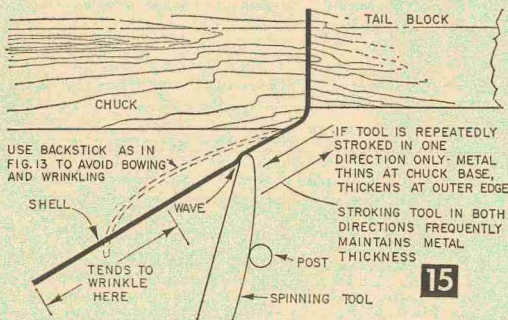 TAIL BLOCK
CHUCK
USE BACKSTICK AS IN
FIG. 13 TO AVOID BOWING
AND WRINKLING
SHELL
WAVE
TENDS TO
WRINKLE
HERE
IF TOOL IS REPEATEDLY
STROKED IN ONE
DIRECTION ONLY-METAL
THINS AT CHUCK BASE,
THICKENS AT OUTER EDGE
STROKING TOOL IN BOTH
DIRECTIONS FREQUENTLY
MAINTAINS METAL
THICKNESS
POST
SPINNING TOOL
15